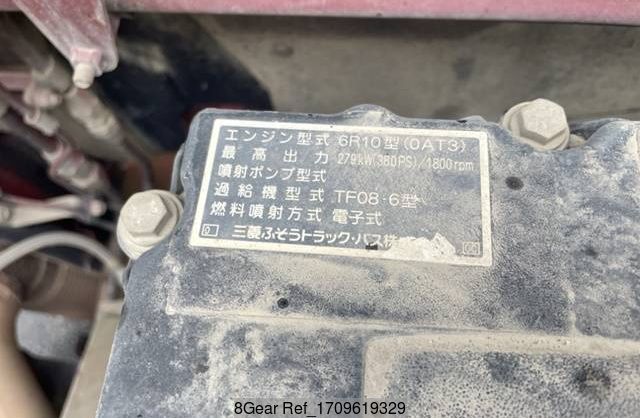 エンジン型式 6R10型(0AT3)
最高出力 279kW(380PS)/1800rpm
噴射ポンプ型式
過給機型式 TF08・6型
燃料噴射方式 電子式
三菱ふそうトラック・バス株式
8Gear Ref_1709619329